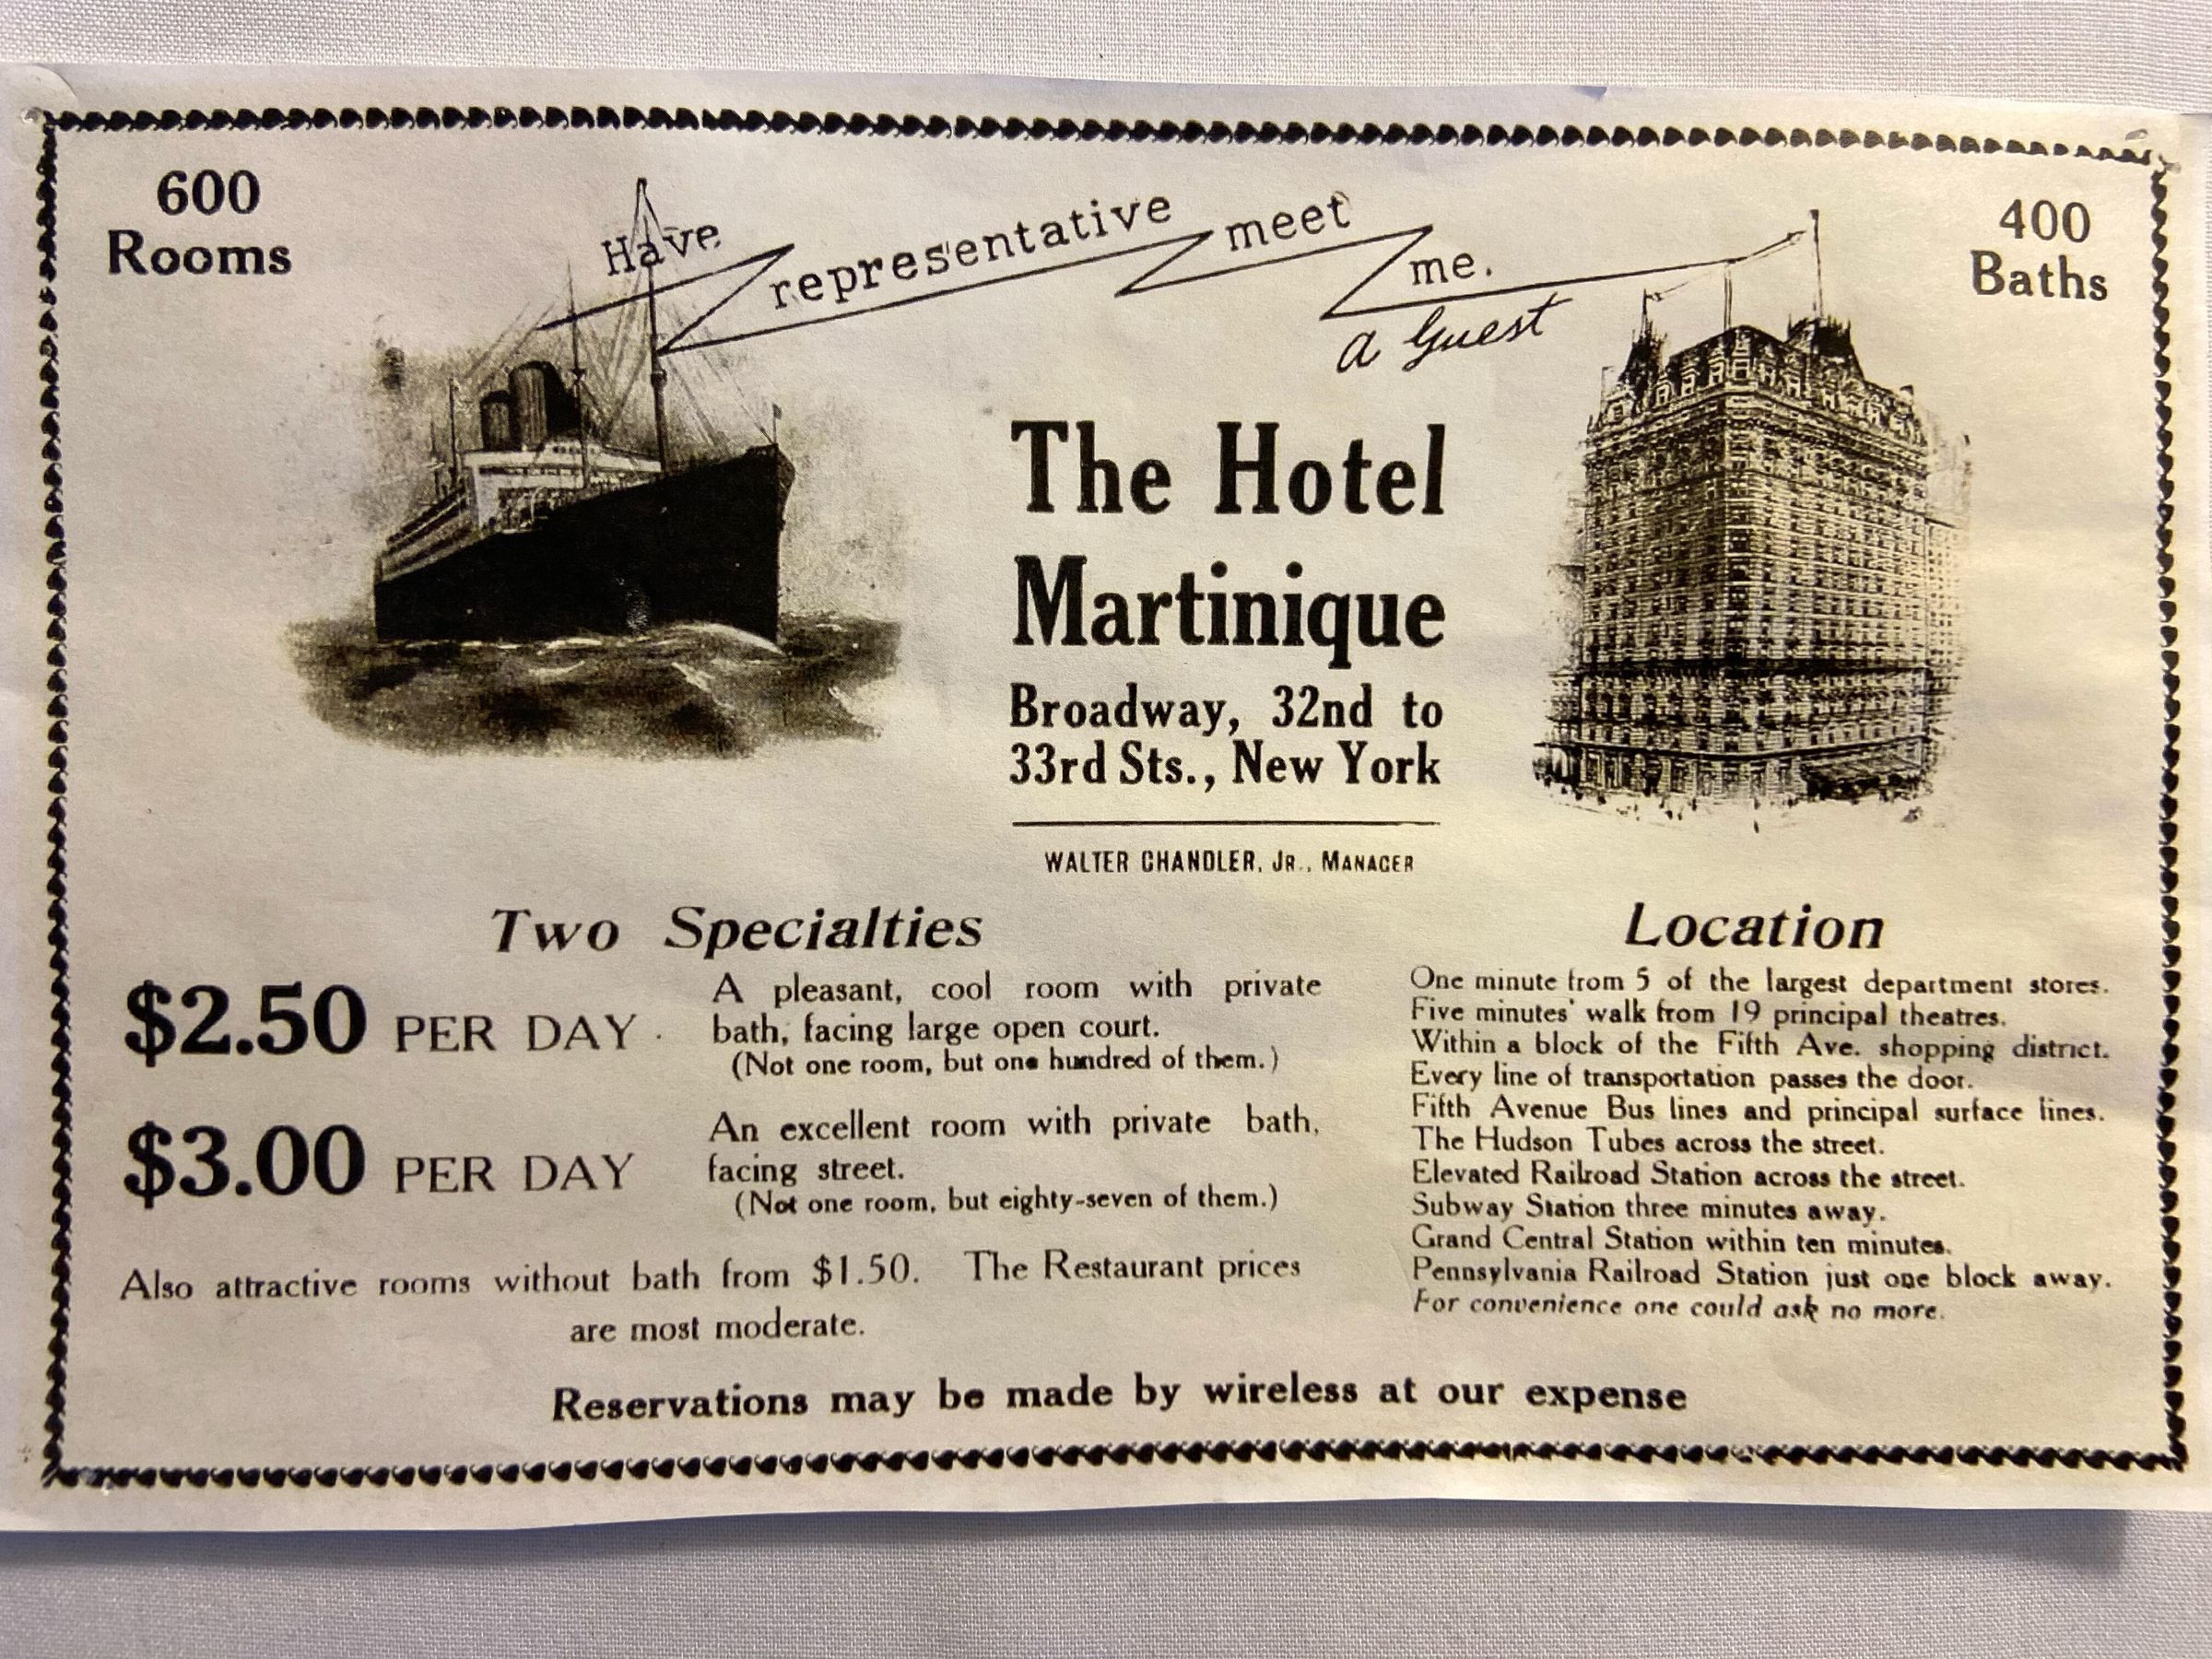 600
Rooms
Have
representative
meet
me.
a Guest
400
Baths
The Hotel
Martinique
Broadway, 32nd to
33rd Sts., New York
WALTER CHANDLER, JR., MANAGER
Two Specialties
$2.50 PER DAY
A pleasant, cool room with private
bath, facing large open court.
(Not one room, but one hundred of them.)
$3.00 PER DAY
An excellent room with private bath,
facing street.
(Not one room, but eighty-seven of them.)
Also attractive rooms without bath from $1.50. The Restaurant prices
are most moderate.
Location
One minute from 5 of the largest department stores.
Five minutes' walk from 19 principal theatres.
Within a block of the Fifth Ave. shopping district.
Every line of transportation passes the door.
Fifth Avenue Bus lines and principal surface lines.
The Hudson Tubes across the street.
Elevated Railroad Station across the street.
Subway Station three minutes away.
Grand Central Station within ten minutes.
Pennsylvania Railroad Station just one block away.
For convenience one could ask no more.
Reservations may be made by wireless at our expense